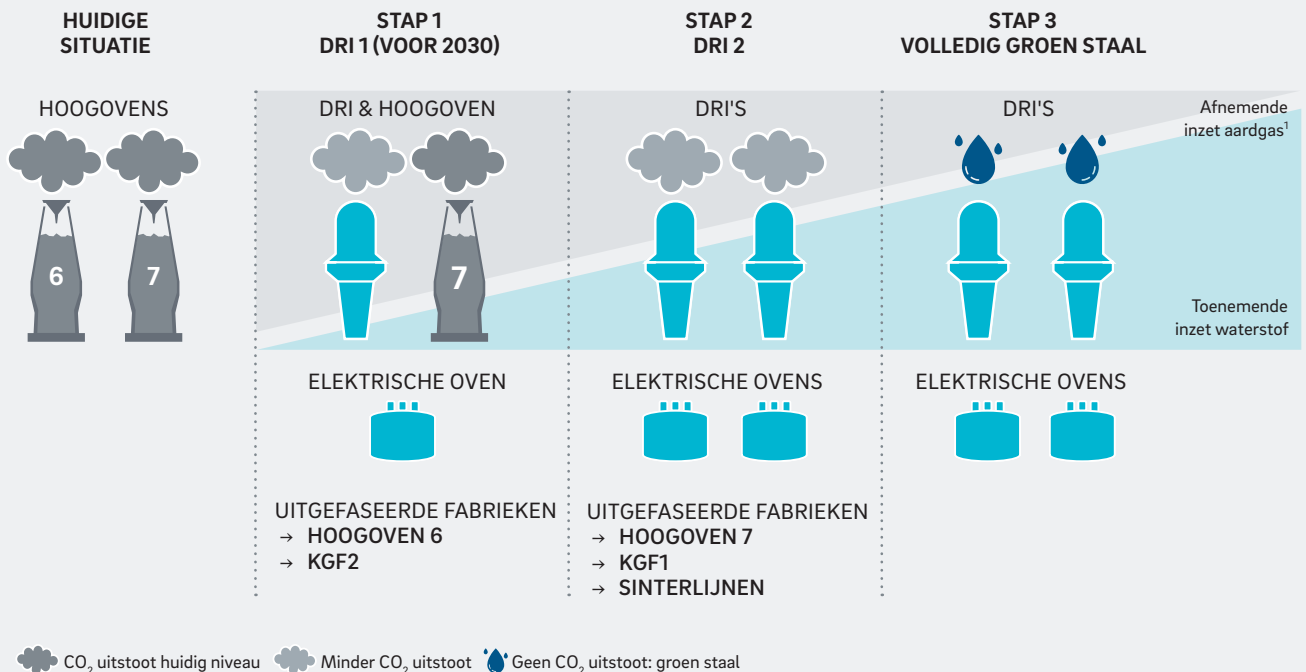 HUIDIGE
SITUATIE
STAP 1
DRI 1 (VOOR 2030)
STAP 2
DRI 2
STAP 3
VOLLEDIG GROEN STAAL
HOOGOVENS
DRI & HOOGOVEN
DRI'S
DRI'S
Afnemende
inzet aardgas¹
6
7
7
Toenemende
inzet waterstof
ELEKTRISCHE OVEN
ELEKTRISCHE OVENS
ELEKTRISCHE OVENS
UITGEFASEERDE FABRIEKEN
→ HOOGOVEN 6
→ KGF2
UITGEFASEERDE FABRIEKEN
→ HOOGOVEN 7
→ KGF1
→ SINTERLIJNEN
CO₂ uitstoot huidig niveau
Minder CO₂ uitstoot
Geen CO₂ uitstoot: groen staal